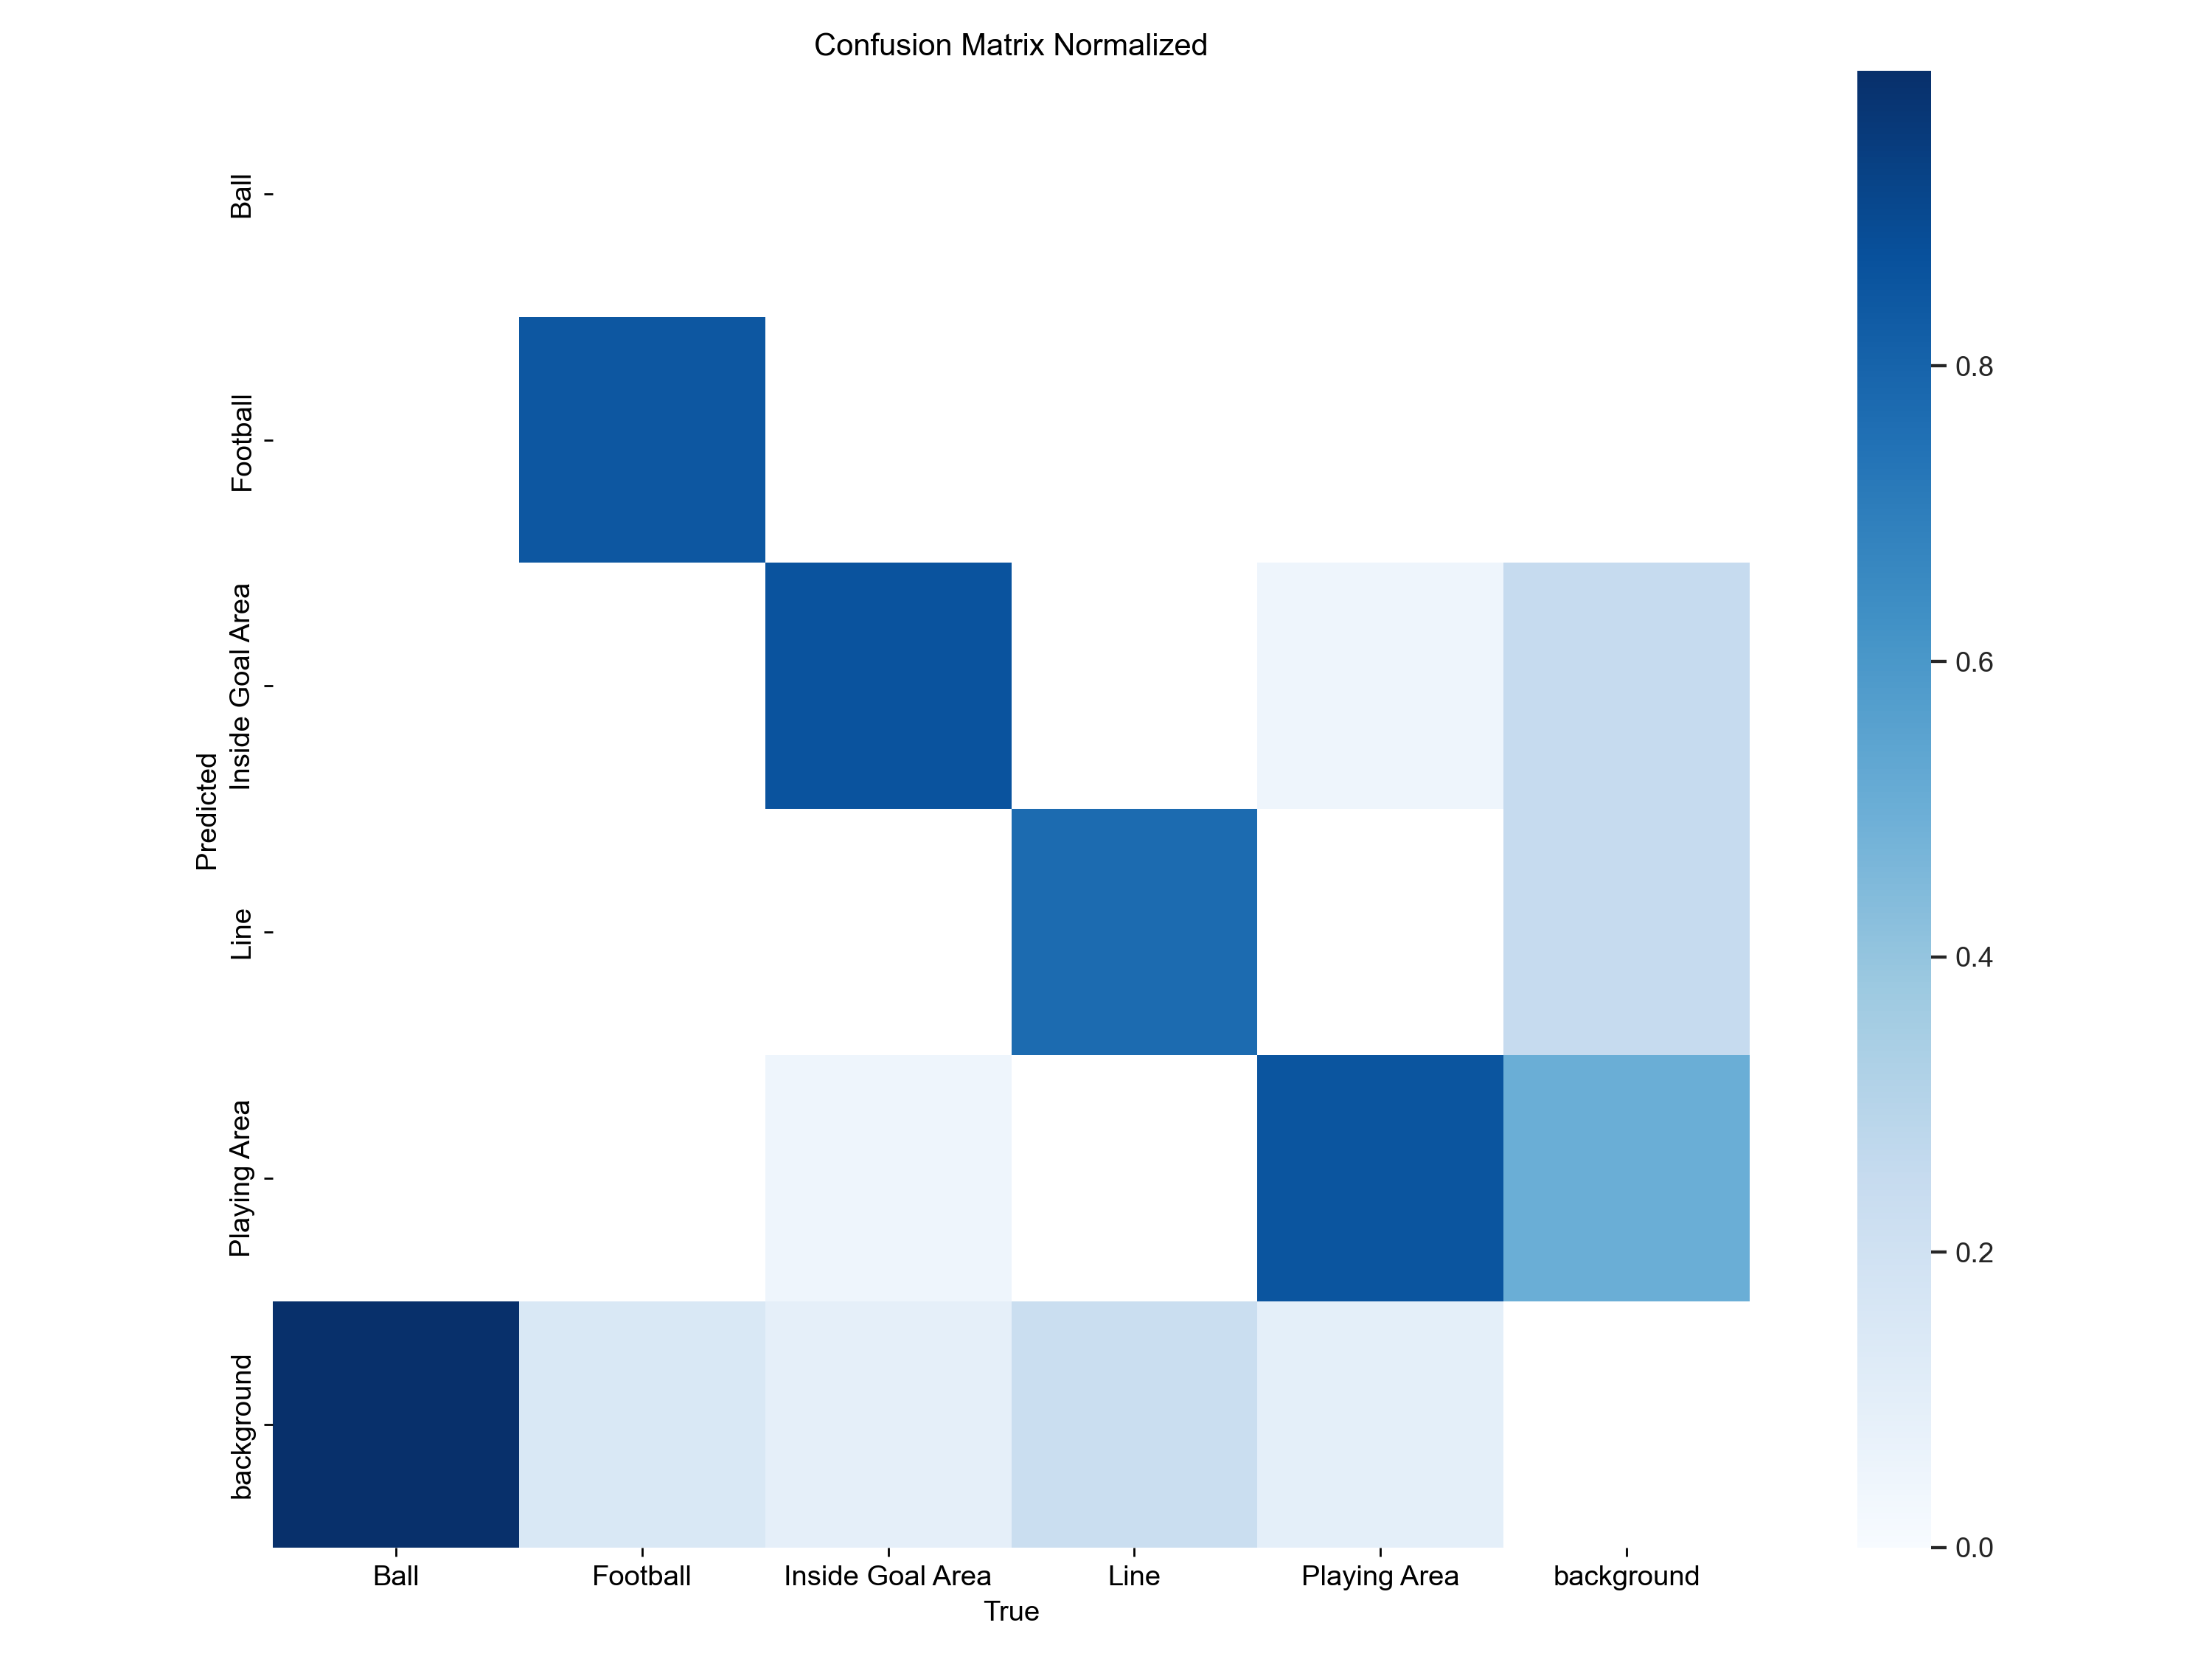 Confusion Matrix Normalized
Predicted
Ball
Football
Inside Goal Area
Line
Playing Area
background
Ball
Football
Inside Goal Area
Line
Playing Area
background
True
0.8
0.6
0.4
0.2
0.0